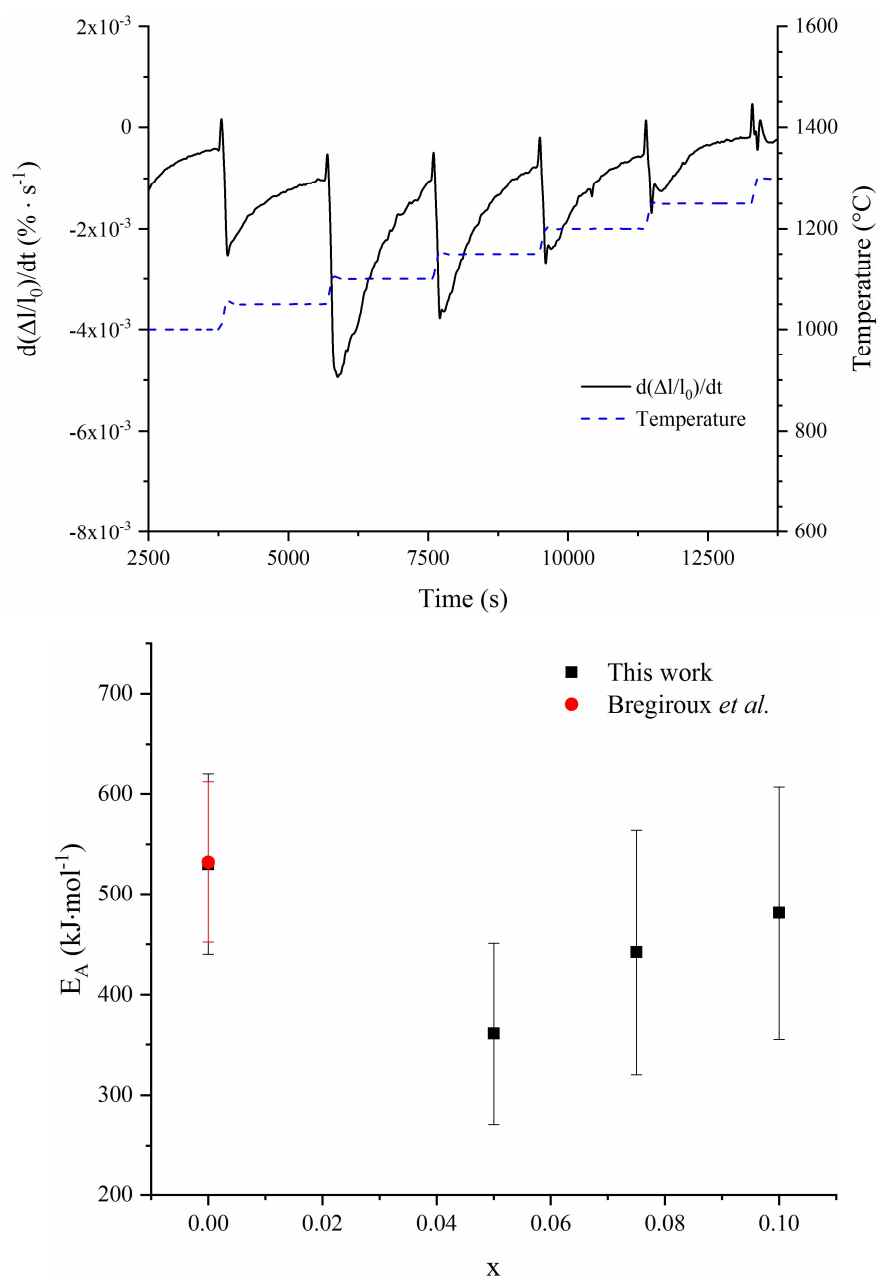 2x10⁻³
0
-2x10⁻³
-4x10⁻³
-6x10⁻³
-8x10⁻³
d(Δl/l₀)/dt (% · s⁻¹)
1600
1400
1200
1000
800
600
Temperature (°C)
d(Δl/l₀)/dt
Temperature
2500 5000 7500 10000 12500
Time (s)
700
600
500
400
300
200
E_A (kJ·mol⁻¹)
This work
Bregiroux et al.
0.00 0.02 0.04 0.06 0.08 0.10
x